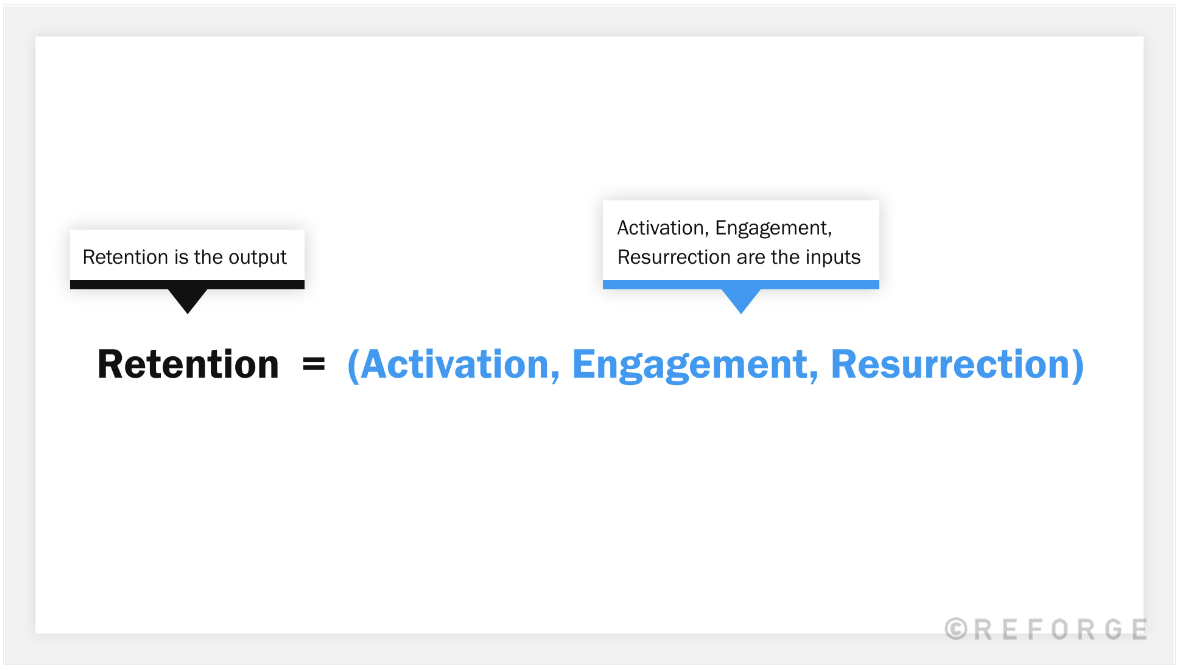 Retention is the output
Activation, Engagement,
Resurrection are the inputs
Retention = (Activation, Engagement, Resurrection)
©REFORGE